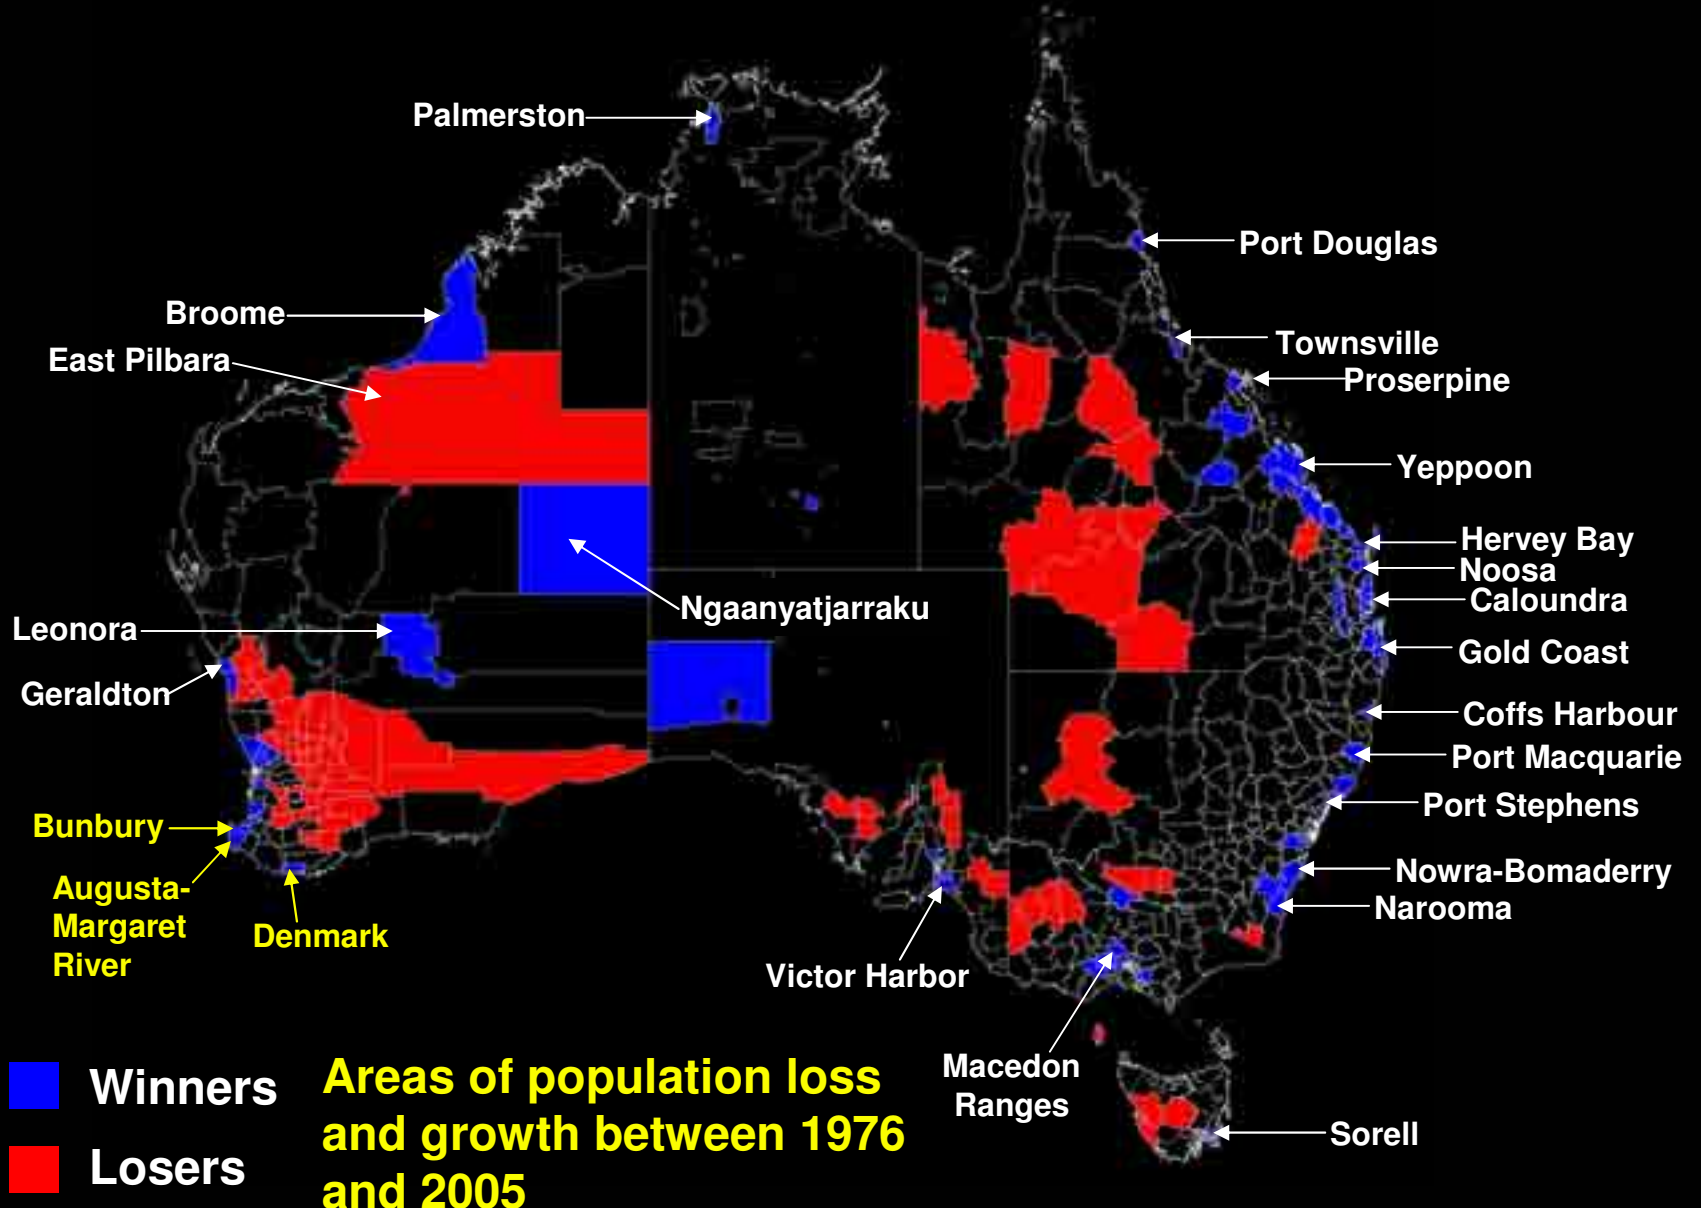 Palmerston
Port Douglas
Broome
East Pilbara
Townsville
Proserpine
Yeppoon
Hervey Bay
Noosa
Caloundra
Ngaanyatjarraku
Leonora
Gold Coast
Geraldton
Coffs Harbour
Port Macquarie
Port Stephens
Bunbury
Augusta-
Margaret
River
Denmark
Nowra-Bomaderry
Narooma
Victor Harbor
Macedon
Ranges
Sorell
Winners
Losers
Areas of population loss
and growth between 1976
and 2005